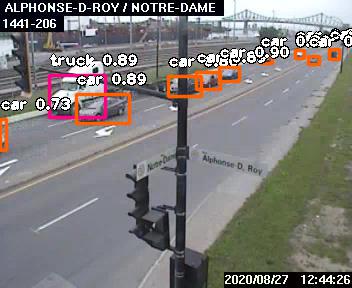 ALPHONSE-D-ROY / NOTRE-DAME
1441-206
truck 0.89
car 0.89
car 0.73
car 0.90
Notre-Dame
Alphonse-D. Roy
2020/08/27 12:44:26